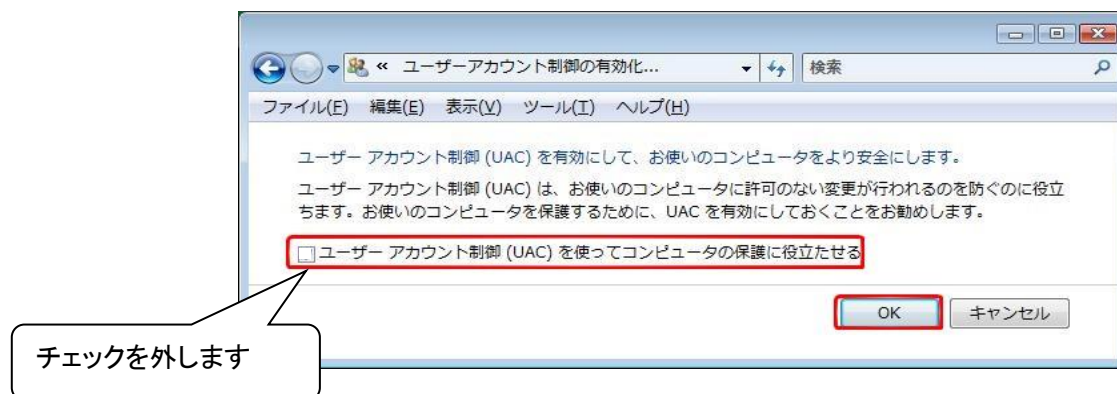 « ユーザーアカウント制御の有効化... 検索
ファイル(F) 編集(E) 表示(V) ツール(T) ヘルプ(H)
ユーザー アカウント制御 (UAC) を有効にして、お使いのコンピュータをより安全にします。
ユーザー アカウント制御 (UAC) は、お使いのコンピュータに許可のない変更が行われるのを防ぐのに役立
ちます。お使いのコンピュータを保護するために、UAC を有効にしておくことをお勧めします。
ユーザー アカウント制御 (UAC) を使ってコンピュータの保護に役立たせる
OK キャンセル
チェックを外します